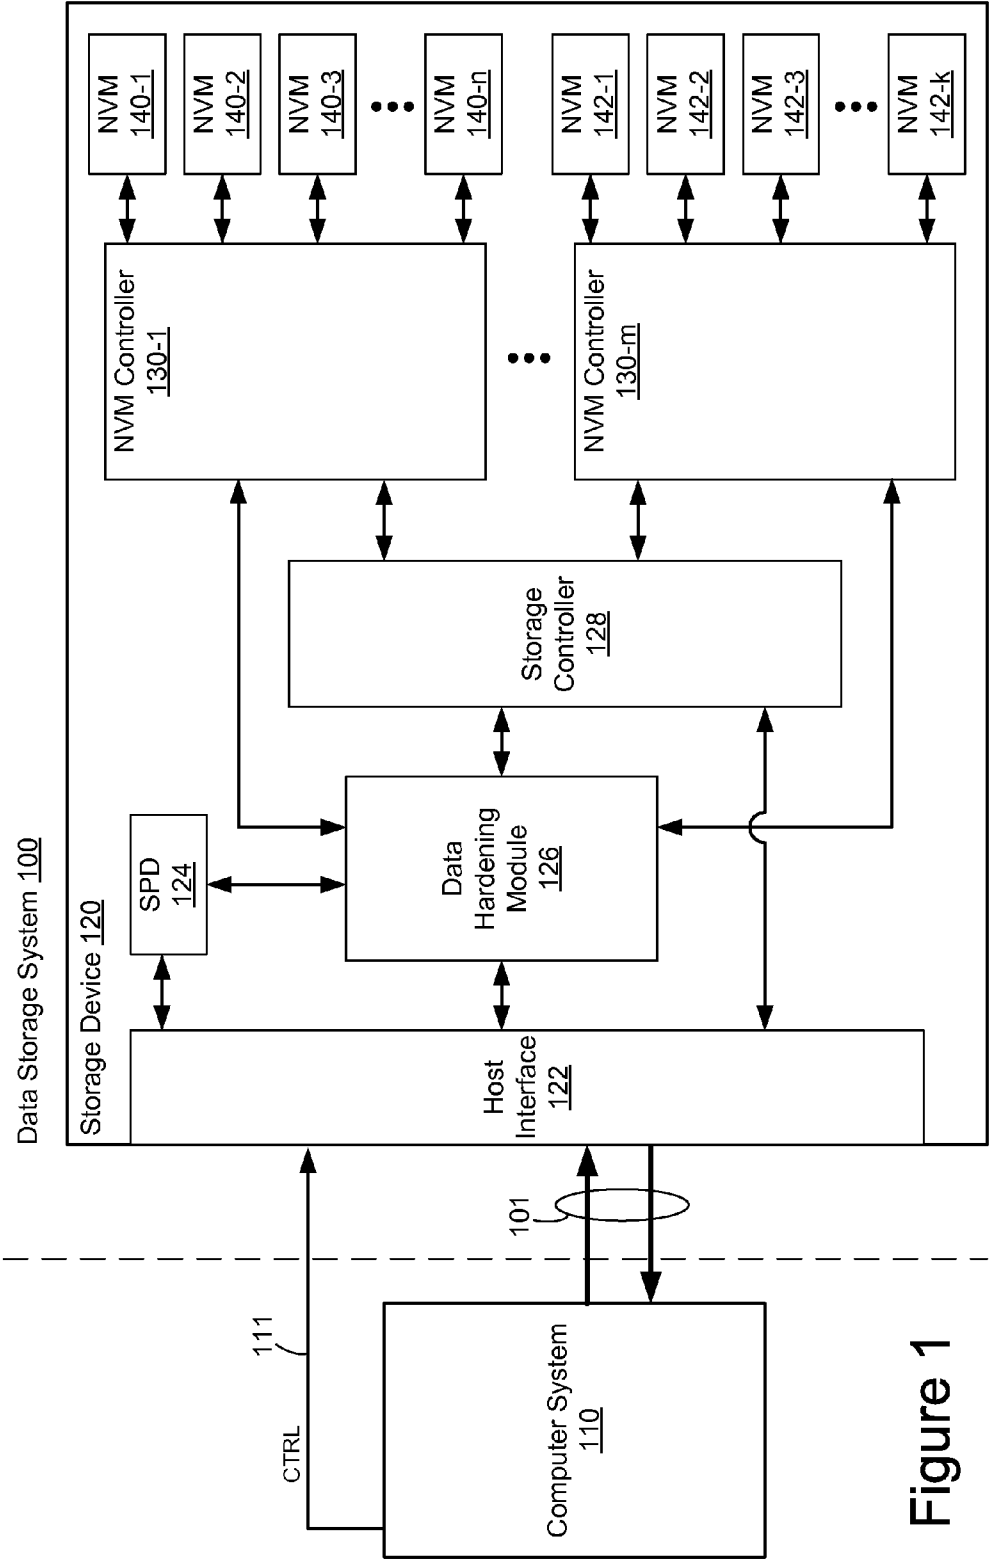 Data Storage System 100
Storage Device 120
Computer System
110
CTRL
111
101
Host
Interface
122
SPD
124
Data
Hardening
Module
126
Storage
Controller
128
NVM Controller
130-1
NVM Controller
130-m
NVM
140-1
NVM
140-2
NVM
140-3
NVM
140-n
NVM
142-1
NVM
142-2
NVM
142-3
NVM
142-k
Figure 1